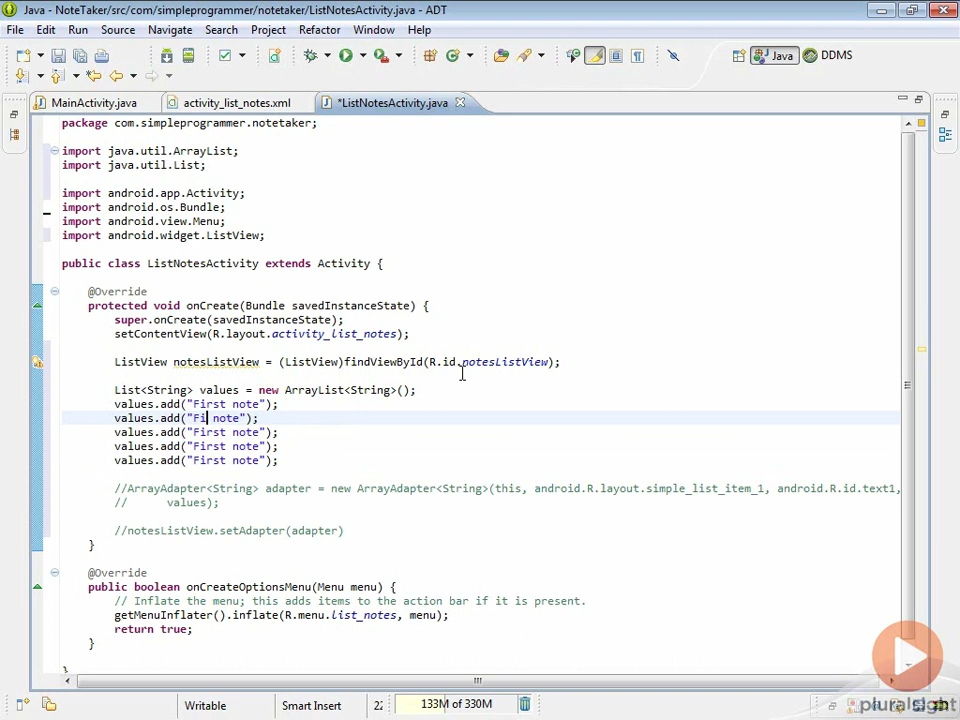 Java - NoteTaker/src/com/simpleprogrammer/notetaker/ListNotesActivity.java - ADT
File Edit Run Source Navigate Search Project Refactor Window Help
Java DDMS
MainActivity.java activity_list_notes.xml *ListNotesActivity.java
package com.simpleprogrammer.notetaker;
import java.util.ArrayList;
import java.util.List;
import android.app.Activity;
import android.os.Bundle;
import android.view.Menu;
import android.widget.ListView;
public class ListNotesActivity extends Activity {
@Override
protected void onCreate(Bundle savedInstanceState) {
super.onCreate(savedInstanceState);
setContentView(R.layout.activity_list_notes);
ListView notesListView = (ListView)findViewById(R.id.notesListView);
List<String> values = new ArrayList<String>();
values.add("First note");
values.add("Fi note");
values.add("First note");
values.add("First note");
values.add("First note");
//ArrayAdapter<String> adapter = new ArrayAdapter<String>(this, android.R.layout.simple_list_item_1, android.R.id.text1,
// values);
//notesListView.setAdapter(adapter)
}
@Override
public boolean onCreateOptionsMenu(Menu menu) {
// Inflate the menu; this adds items to the action bar if it is present.
getMenuInflater().inflate(R.menu.list_notes, menu);
return true;
}
}
Writable Smart Insert 22 133M of 330M
pluralsight